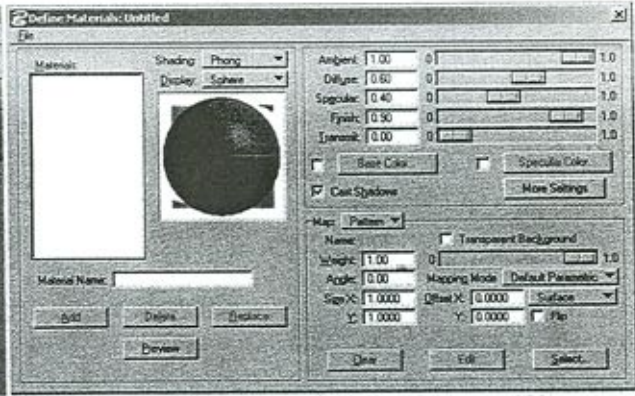 Define Materials: Untitled
File
Materials:
Shading: Phong
Display: Sphere
Material Name:
Add Delete Replace
Preview
Ambient: 1.00 0 1.0
Diffuse: 0.60 0 1.0
Specular: 0.40 0 1.0
Finish: 0.90 0 1.0
Transmit: 0.00 0 1.0
Base Color... Specular Color...
Cast Shadows More Settings
Map: Pattern
Name: Transparent Background
Weight: 1.00 0 1.0
Angle: 0.00 Mapping Mode Default Parametric
Size X: 1.0000 Offset X: 0.0000 Surface
Y: 1.0000 Y: 0.0000 Flip
Clear Edit Select...